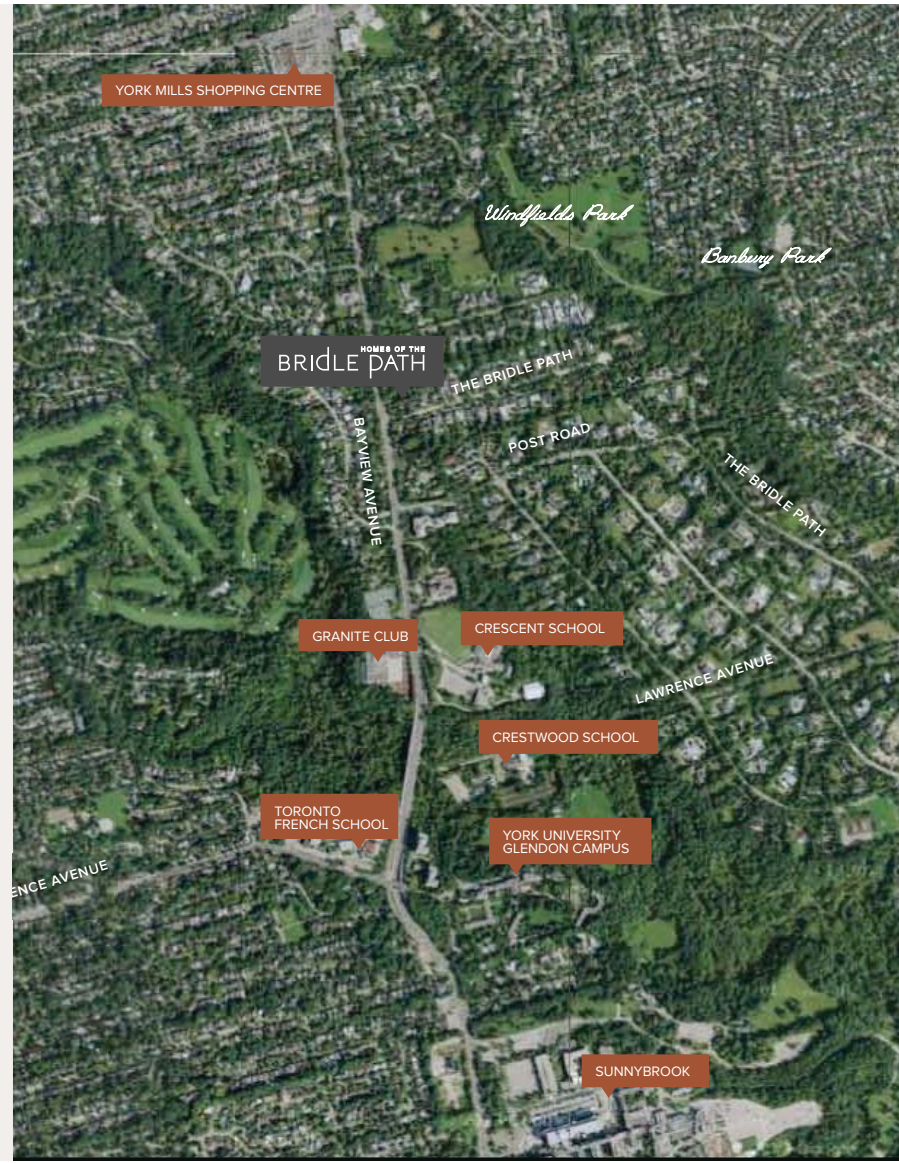 YORK MILLS SHOPPING CENTRE
Windfields Park
Banbury Park
HOMES OF THE
BRIDLE PATH
THE BRIDLE PATH
BAYVIEW AVENUE
POST ROAD
THE BRIDLE PATH
GRANITE CLUB
CRESCENT SCHOOL
LAWRENCE AVENUE
CRESTWOOD SCHOOL
TORONTO
FRENCH SCHOOL
YORK UNIVERSITY
GLENDON CAMPUS
ENCE AVENUE
SUNNYBROOK